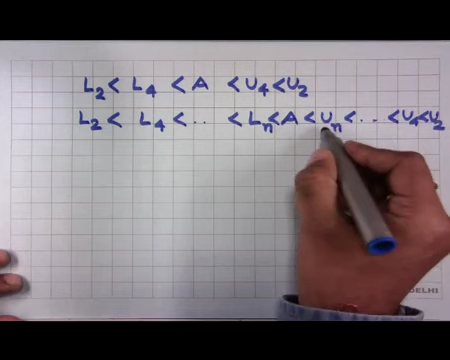 L₂ < L₄ < A < U₄ < U₂
L₂ < L₄ < .. < Lₙ < A < Uₙ < .. < U₄ < U₂
DELHI